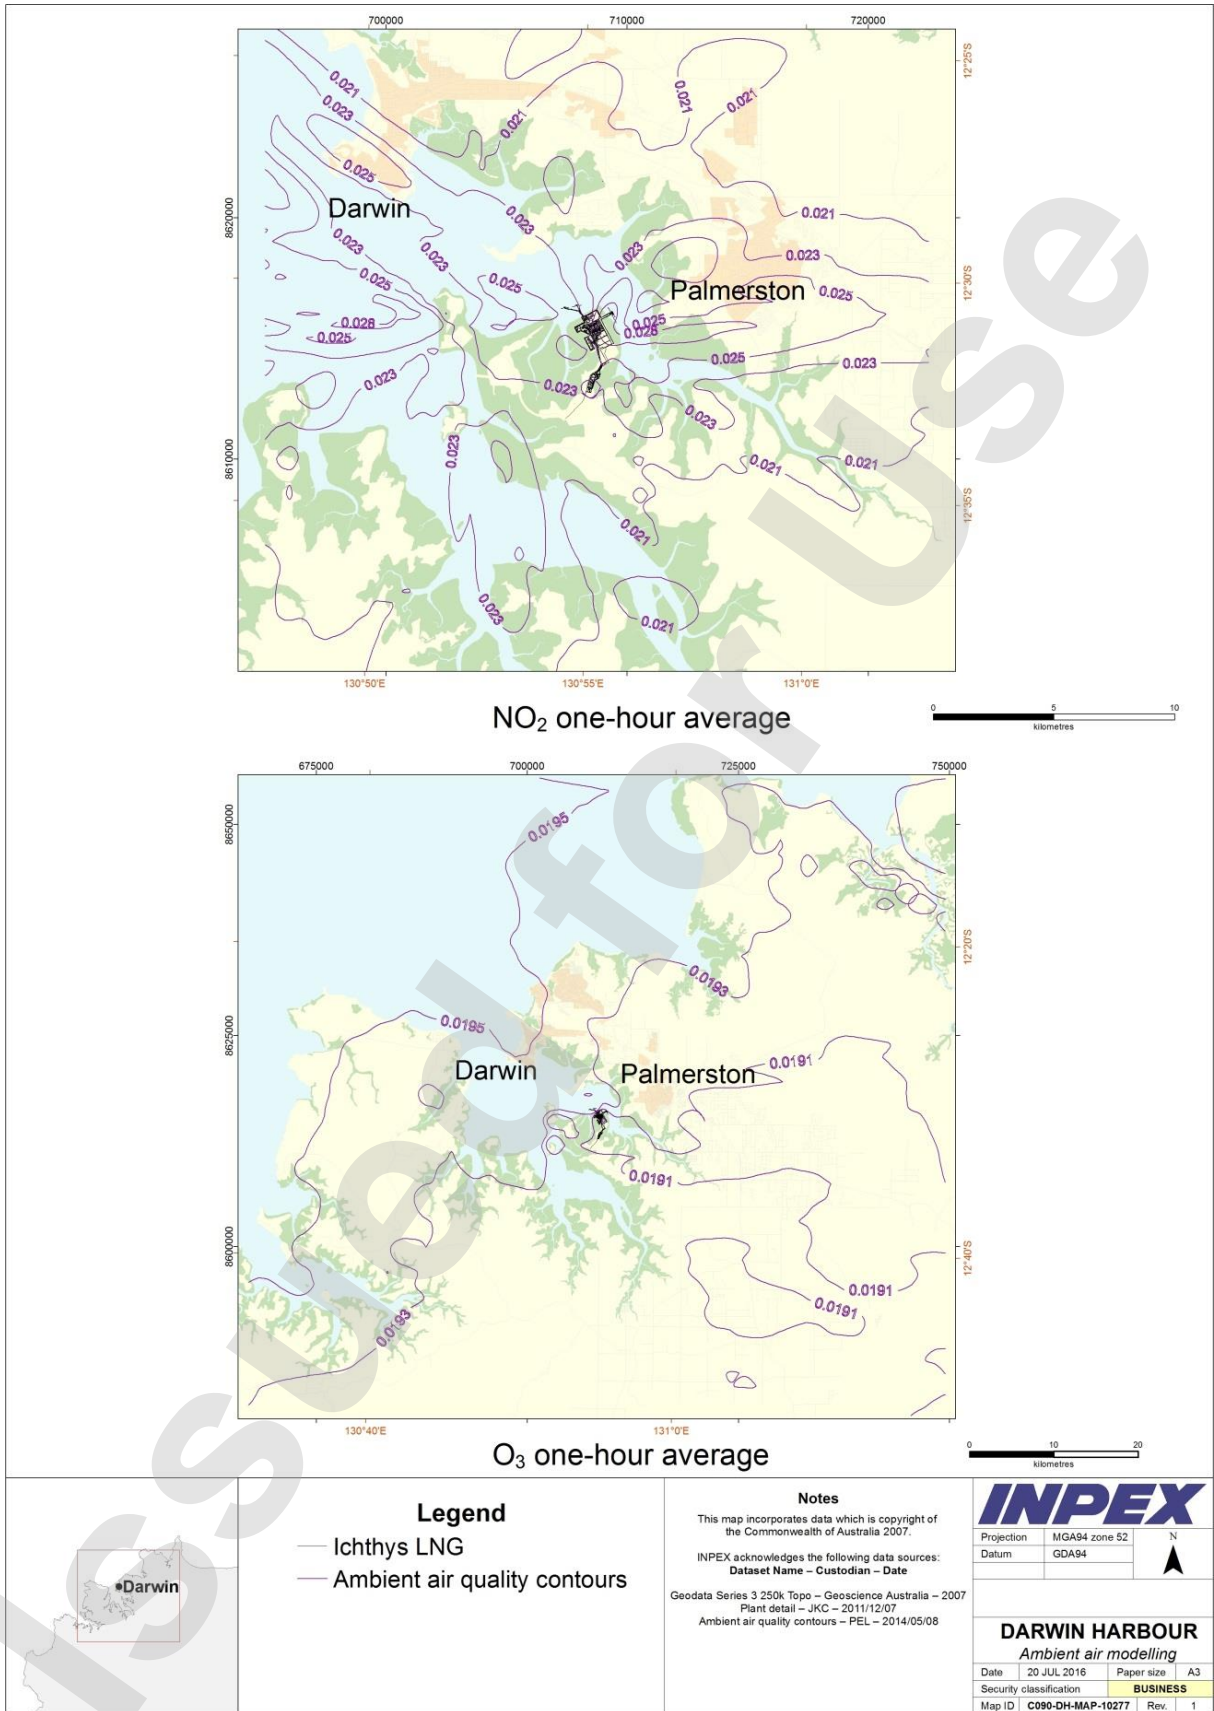 700000
710000
720000
0.021
0.023
0.025
0.021
0.021
0.021
Darwin
0.023
0.023
0.023
0.023
0.025
0.025
0.028
0.025
0.021
0.023
Palmerston
0.025
0.025
0.028
0.025
0.023
0.023
0.023
0.023
0.023
0.021
0.021
0.021
0.023
0.021
8620000
8610000
12°25'S
12°30'S
12°35'S
130°50'E
130°55'E
131°0'E
NO₂ one-hour average
0
5
10
kilometres
675000
700000
725000
750000
0.0195
0.0193
0.0195
0.0191
Darwin
Palmerston
0.0191
0.0191
0.0191
0.0193
8650000
8625000
8600000
12°20'S
12°40'S
130°40'E
131°0'E
O₃ one-hour average
0
10
20
kilometres
Issued for Use
Darwin
Legend
Ichthys LNG
Ambient air quality contours
Notes
This map incorporates data which is copyright of
the Commonwealth of Australia 2007.
INPEX acknowledges the following data sources:
Dataset Name – Custodian – Date
Geodata Series 3 250k Topo – Geoscience Australia – 2007
Plant detail – JKC – 2011/12/07
Ambient air quality contours – PEL – 2014/05/08
INPEX
Projection MGA94 zone 52
Datum GDA94
N
DARWIN HARBOUR
Ambient air modelling
Date 20 JUL 2016 Paper size A3
Security classification BUSINESS
Map ID C090-DH-MAP-10277 Rev. 1